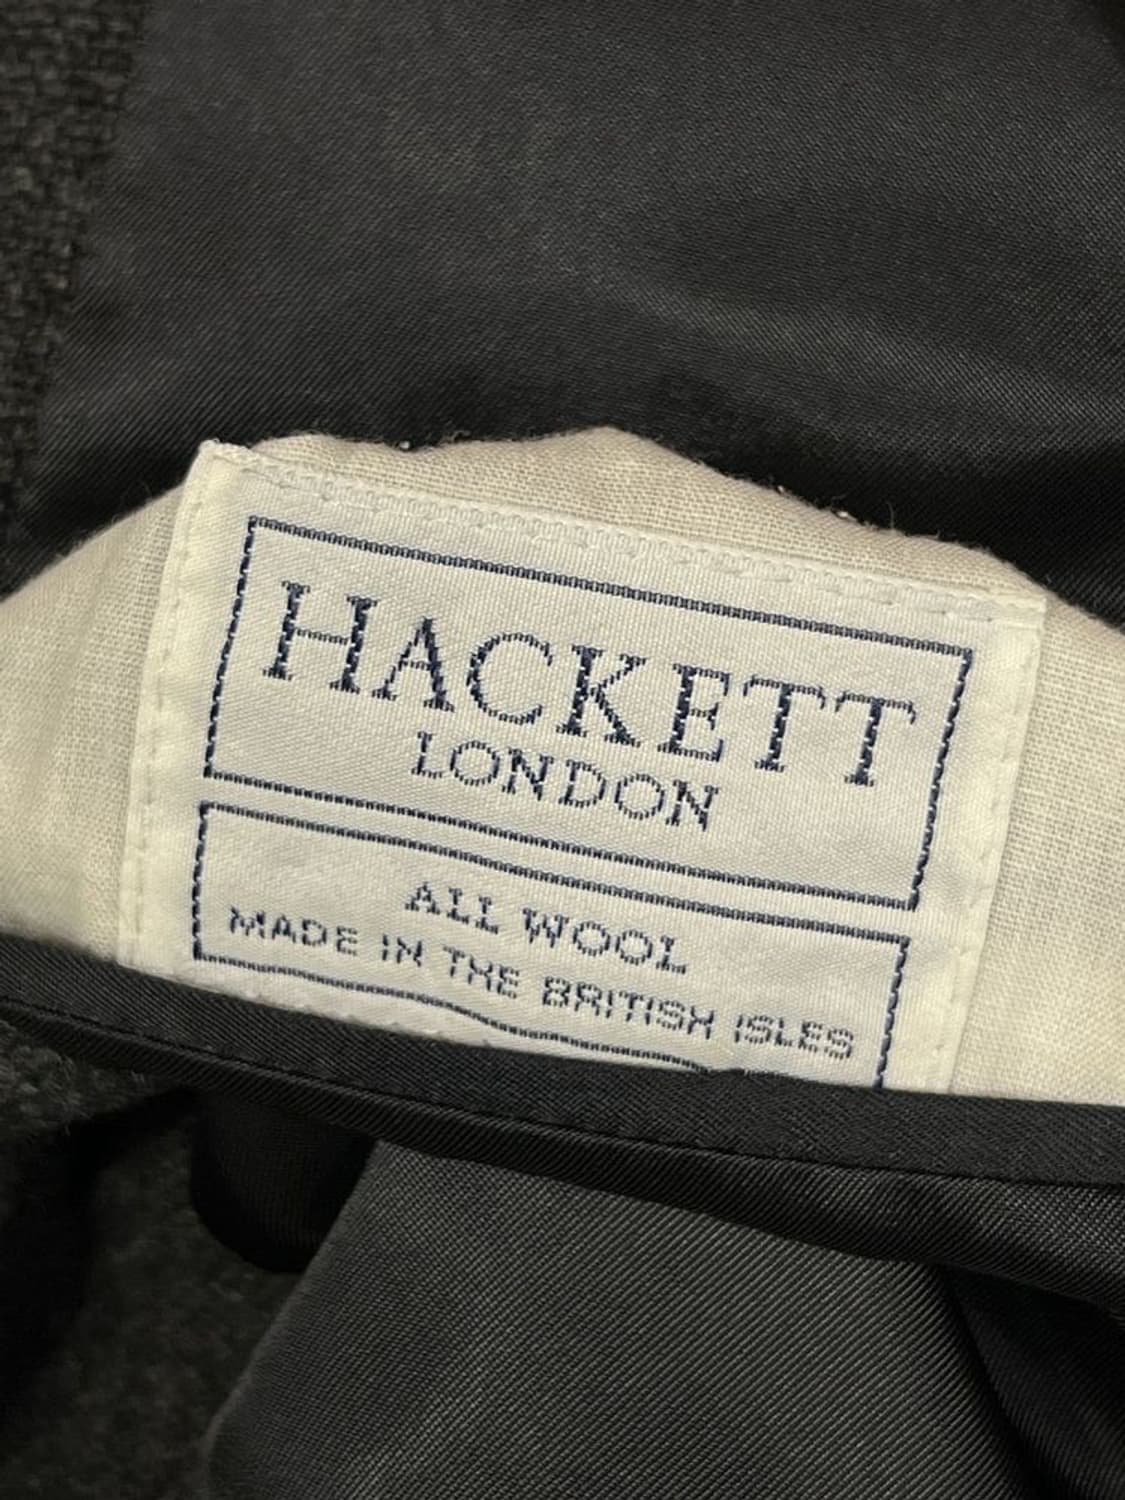 HACKETT
LONDON
ALL WOOL
MADE IN THE BRITISH ISLES